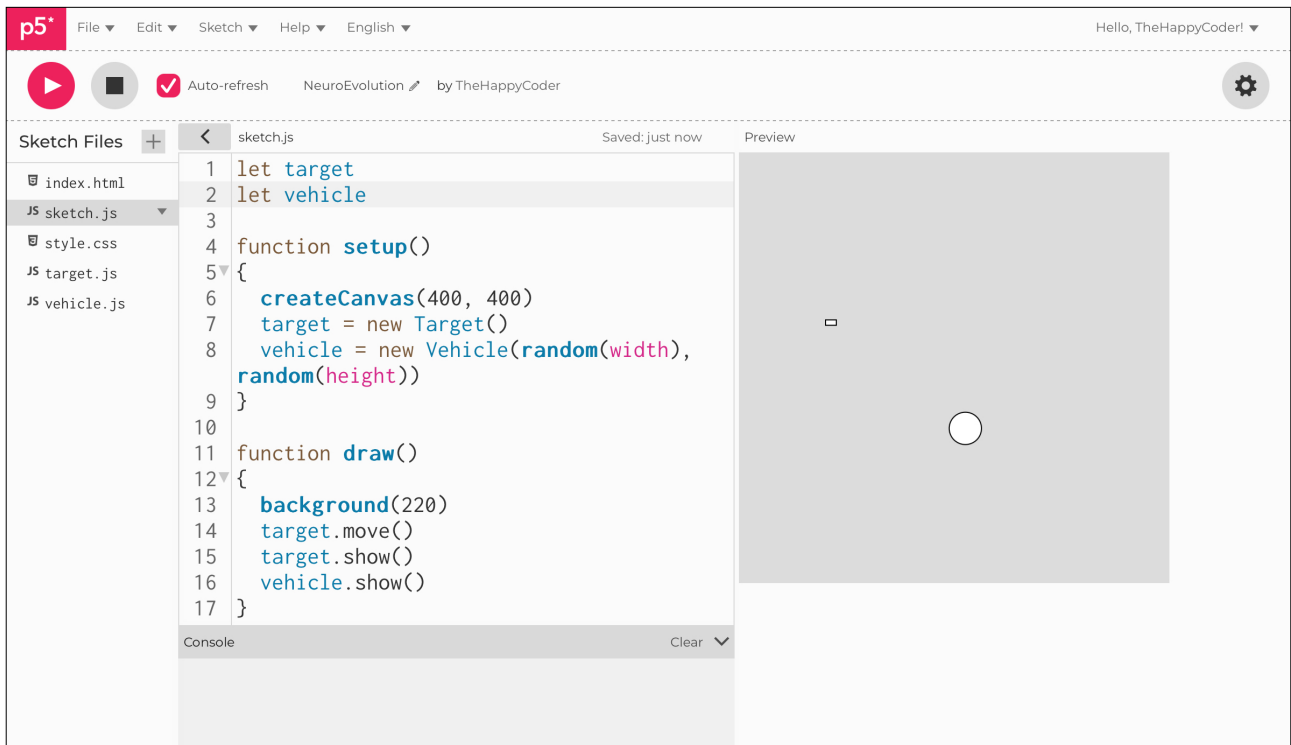 p5* File Edit Sketch Help English Hello, TheHappyCoder!
Auto-refresh NeuroEvolution by TheHappyCoder
Sketch Files + sketch.js Saved: just now Preview
index.html
JS sketch.js
style.css
JS target.js
JS vehicle.js
1 let target
2 let vehicle
3
4 function setup()
5 {
6 createCanvas(400, 400)
7 target = new Target()
8 vehicle = new Vehicle(random(width),
random(height))
9 }
10
11 function draw()
12 {
13 background(220)
14 target.move()
15 target.show()
16 vehicle.show()
17 }
Console Clear